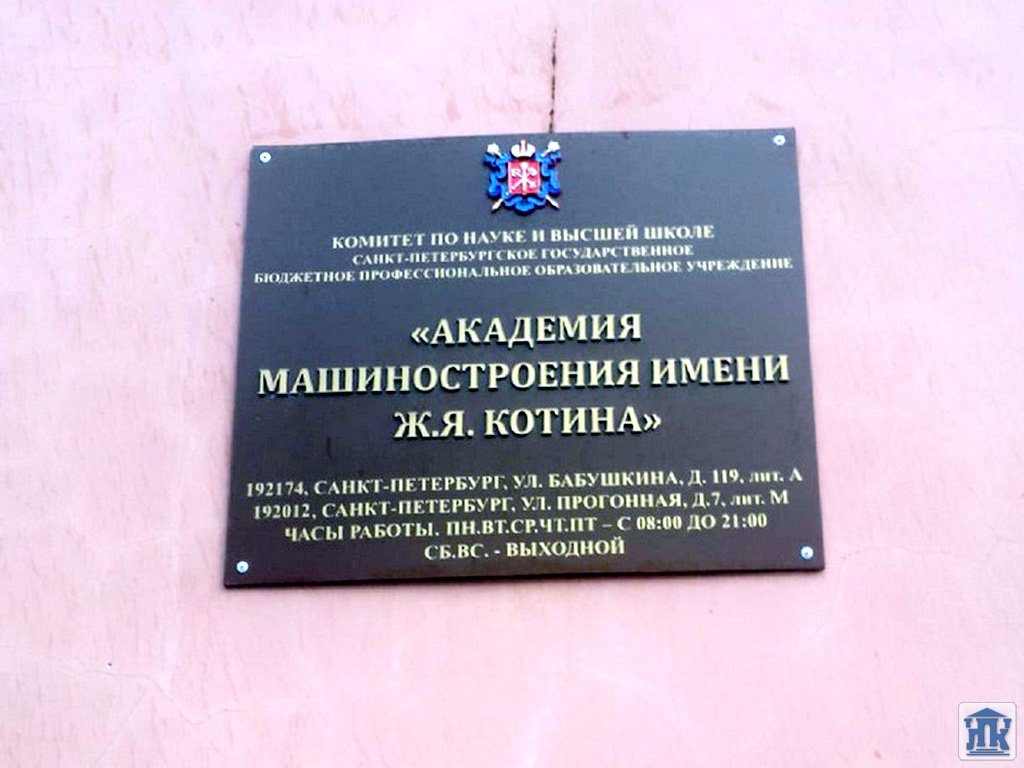 КОМИТЕТ ПО НАУКЕ И ВЫСШЕЙ ШКОЛЕ
САНКТ-ПЕТЕРБУРГСКОЕ ГОСУДАРСТВЕННОЕ
БЮДЖЕТНОЕ ПРОФЕССИОНАЛЬНОЕ ОБРАЗОВАТЕЛЬНОЕ УЧРЕЖДЕНИЕ
«АКАДЕМИЯ
МАШИНОСТРОЕНИЯ ИМЕНИ
Ж.Я. КОТИНА»
192174, САНКТ-ПЕТЕРБУРГ, УЛ. БАБУШКИНА, Д. 119, лит. А
192012, САНКТ-ПЕТЕРБУРГ, УЛ. ПРОГОННАЯ, Д.7, лит. М
ЧАСЫ РАБОТЫ. ПН.ВТ.СР.ЧТ.ПТ – С 08:00 ДО 21:00
СБ.ВС. - ВЫХОДНОЙ
ПК